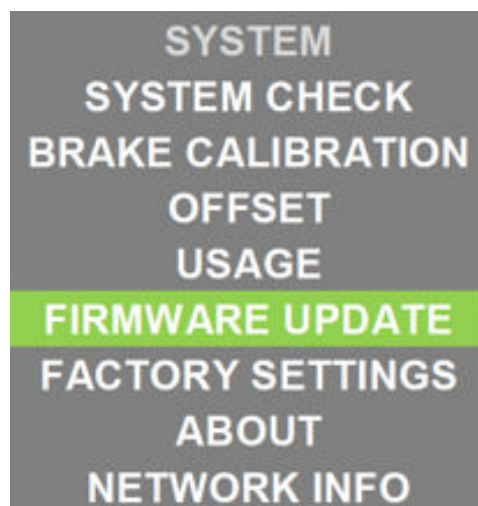 SYSTEM
SYSTEM CHECK
BRAKE CALIBRATION
OFFSET
USAGE
FIRMWARE UPDATE
FACTORY SETTINGS
ABOUT
NETWORK INFO